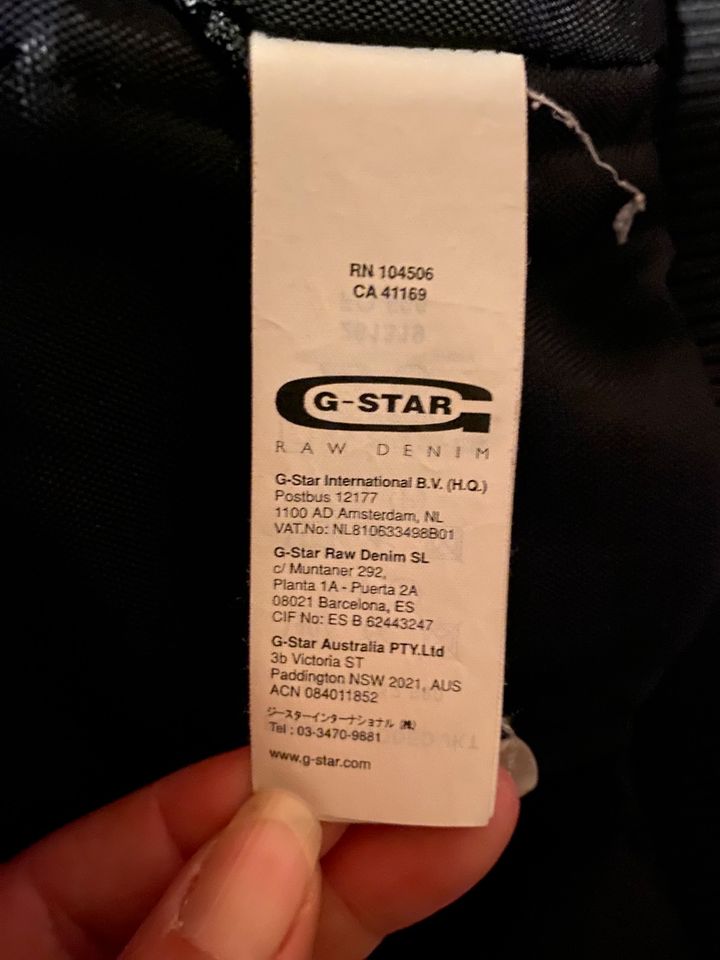 RN 104506
CA 41169
G-STAR
RAW DENIM
G-Star International B.V. (H.Q.)
Postbus 12177
1100 AD Amsterdam, NL
VAT.No: NL810633498B01
G-Star Raw Denim SL
c/ Muntaner 292,
Planta 1A - Puerta 2A
08021 Barcelona, ES
CIF No: ES B 62443247
G-Star Australia PTY.Ltd
3b Victoria ST
Paddington NSW 2021, AUS
ACN 084011852
ジースターインターナショナル (株)
Tel : 03-3470-9881
www.g-star.com